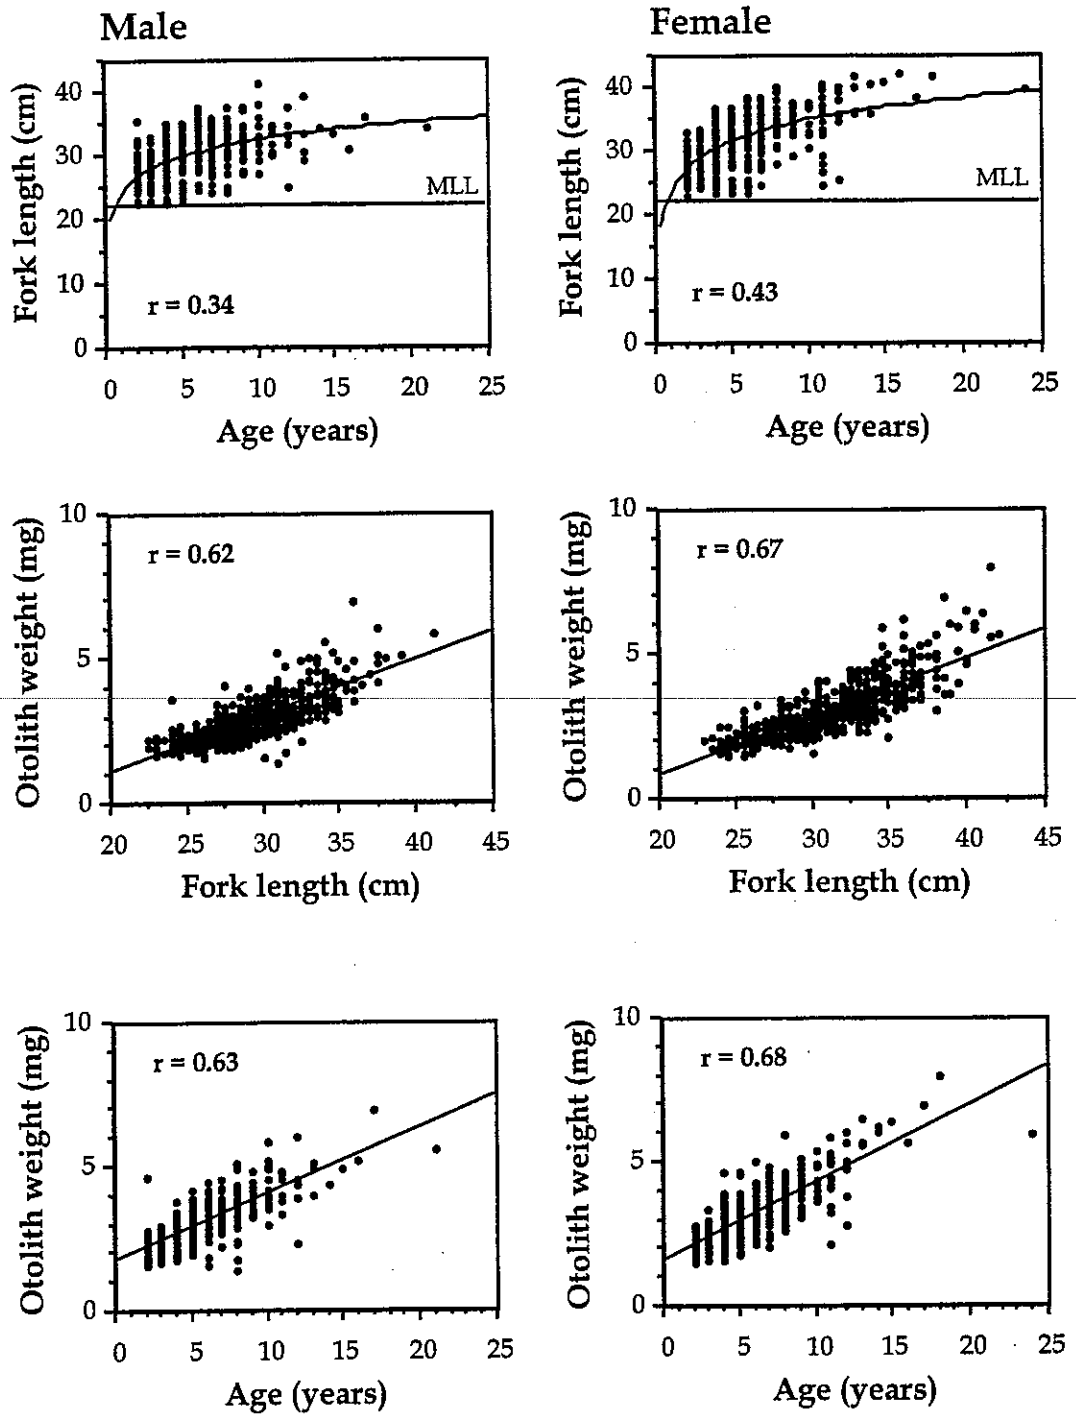 Male
Female
Fork length (cm)
40
30
20
10
0
MLL
r = 0.34
0 5 10 15 20 25
Age (years)
Fork length (cm)
40
30
20
10
0
MLL
r = 0.43
0 5 10 15 20 25
Age (years)
Otolith weight (mg)
10
5
0
r = 0.62
20 25 30 35 40 45
Fork length (cm)
Otolith weight (mg)
10
5
0
r = 0.67
20 25 30 35 40 45
Fork length (cm)
Otolith weight (mg)
10
5
0
r = 0.63
0 5 10 15 20 25
Age (years)
Otolith weight (mg)
10
5
0
r = 0.68
0 5 10 15 20 25
Age (years)